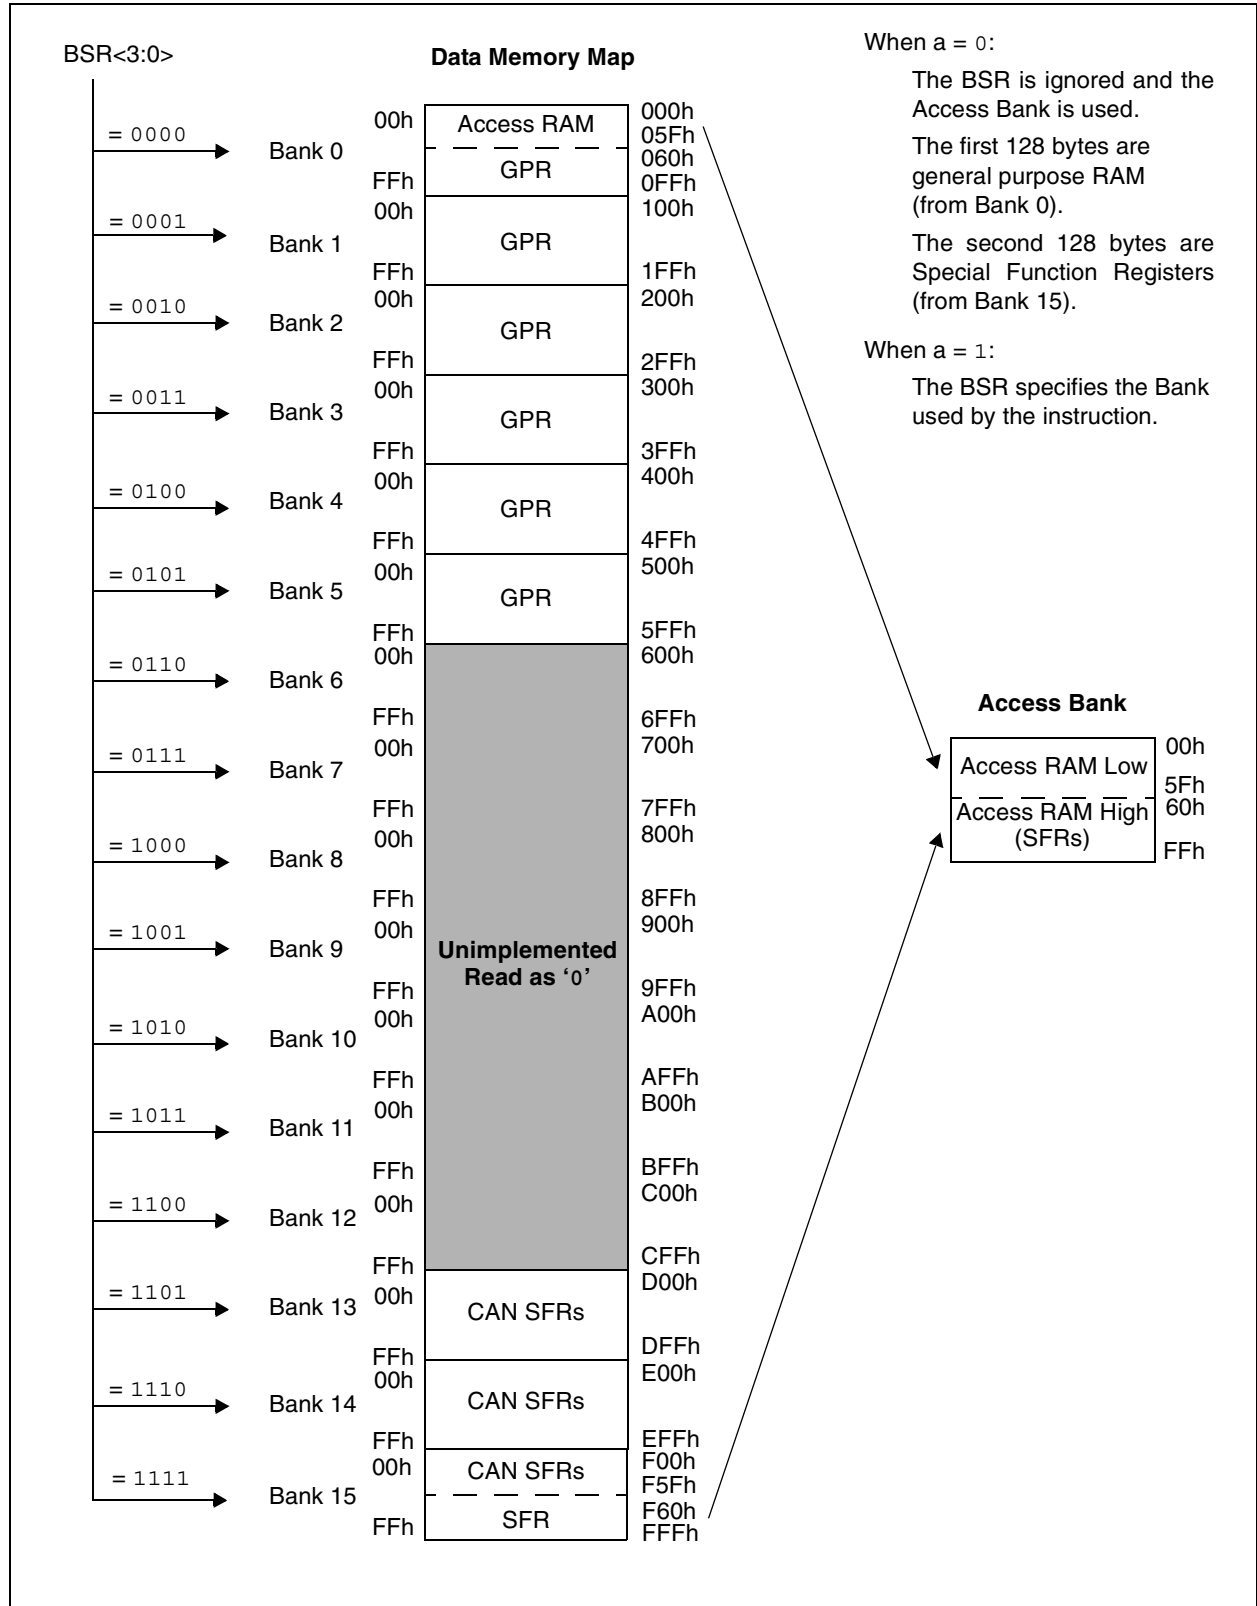 BSR<3:0>
Data Memory Map
When a = 0:
The BSR is ignored and the
Access Bank is used.
The first 128 bytes are
general purpose RAM
(from Bank 0).
The second 128 bytes are
Special Function Registers
(from Bank 15).
When a = 1:
The BSR specifies the Bank
used by the instruction.
= 0000
Bank 0
00h
FFh
Access RAM
GPR
000h
05Fh
060h
0FFh
= 0001
Bank 1
00h
FFh
GPR
100h
1FFh
= 0010
Bank 2
00h
FFh
GPR
200h
2FFh
= 0011
Bank 3
00h
FFh
GPR
300h
3FFh
= 0100
Bank 4
00h
FFh
GPR
400h
4FFh
= 0101
Bank 5
00h
FFh
GPR
500h
5FFh
= 0110
Bank 6
00h
FFh
600h
6FFh
= 0111
Bank 7
00h
FFh
700h
7FFh
= 1000
Bank 8
00h
FFh
800h
8FFh
= 1001
Bank 9
00h
FFh
Unimplemented
Read as ‘0’
900h
9FFh
= 1010
Bank 10
00h
FFh
A00h
AFFh
= 1011
Bank 11
00h
FFh
B00h
BFFh
= 1100
Bank 12
00h
FFh
C00h
CFFh
= 1101
Bank 13
00h
FFh
CAN SFRs
D00h
DFFh
= 1110
Bank 14
00h
FFh
CAN SFRs
E00h
EFFh
= 1111
Bank 15
00h
FFh
CAN SFRs
SFR
F00h
F5Fh
F60h
FFFh
Access Bank
Access RAM Low
Access RAM High
(SFRs)
00h
5Fh
60h
FFh